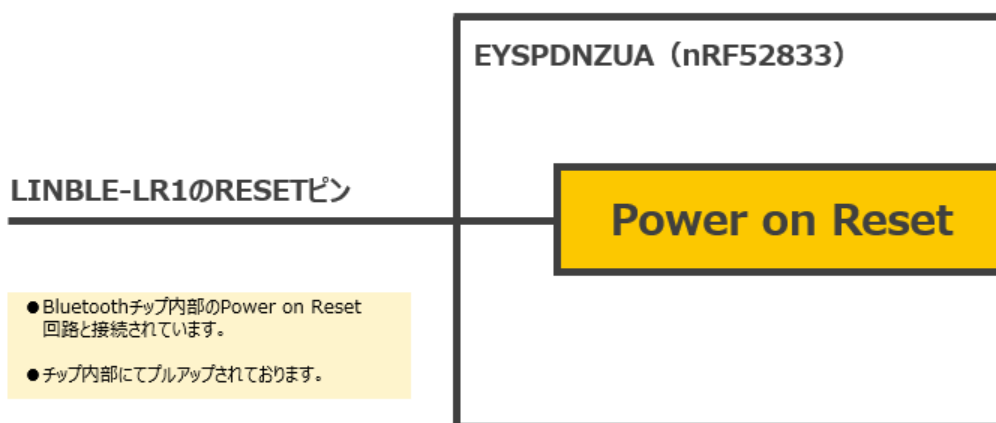 EYSPDNZUA（nRF52833）
LINBLE-LR1のRESETピン
Power on Reset
●Bluetoothチップ内部のPower on Reset
回路と接続されています。
●チップ内部にてプルアップされております。